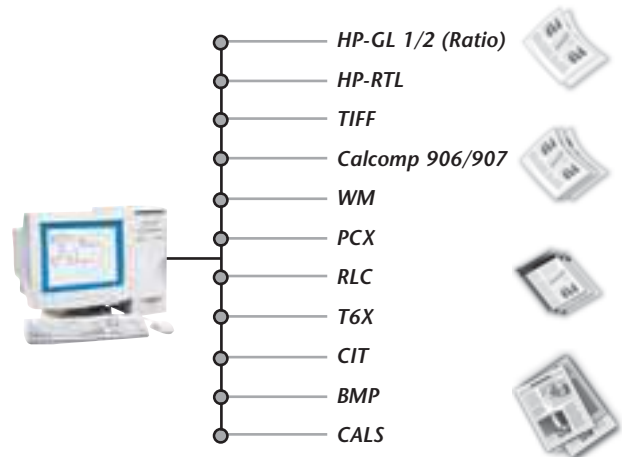 HP-GL 1/2 (Ratio)
HP-RTL
TIFF
Calcomp 906/907
WM
PCX
RLC
T6X
CIT
BMP
CALS